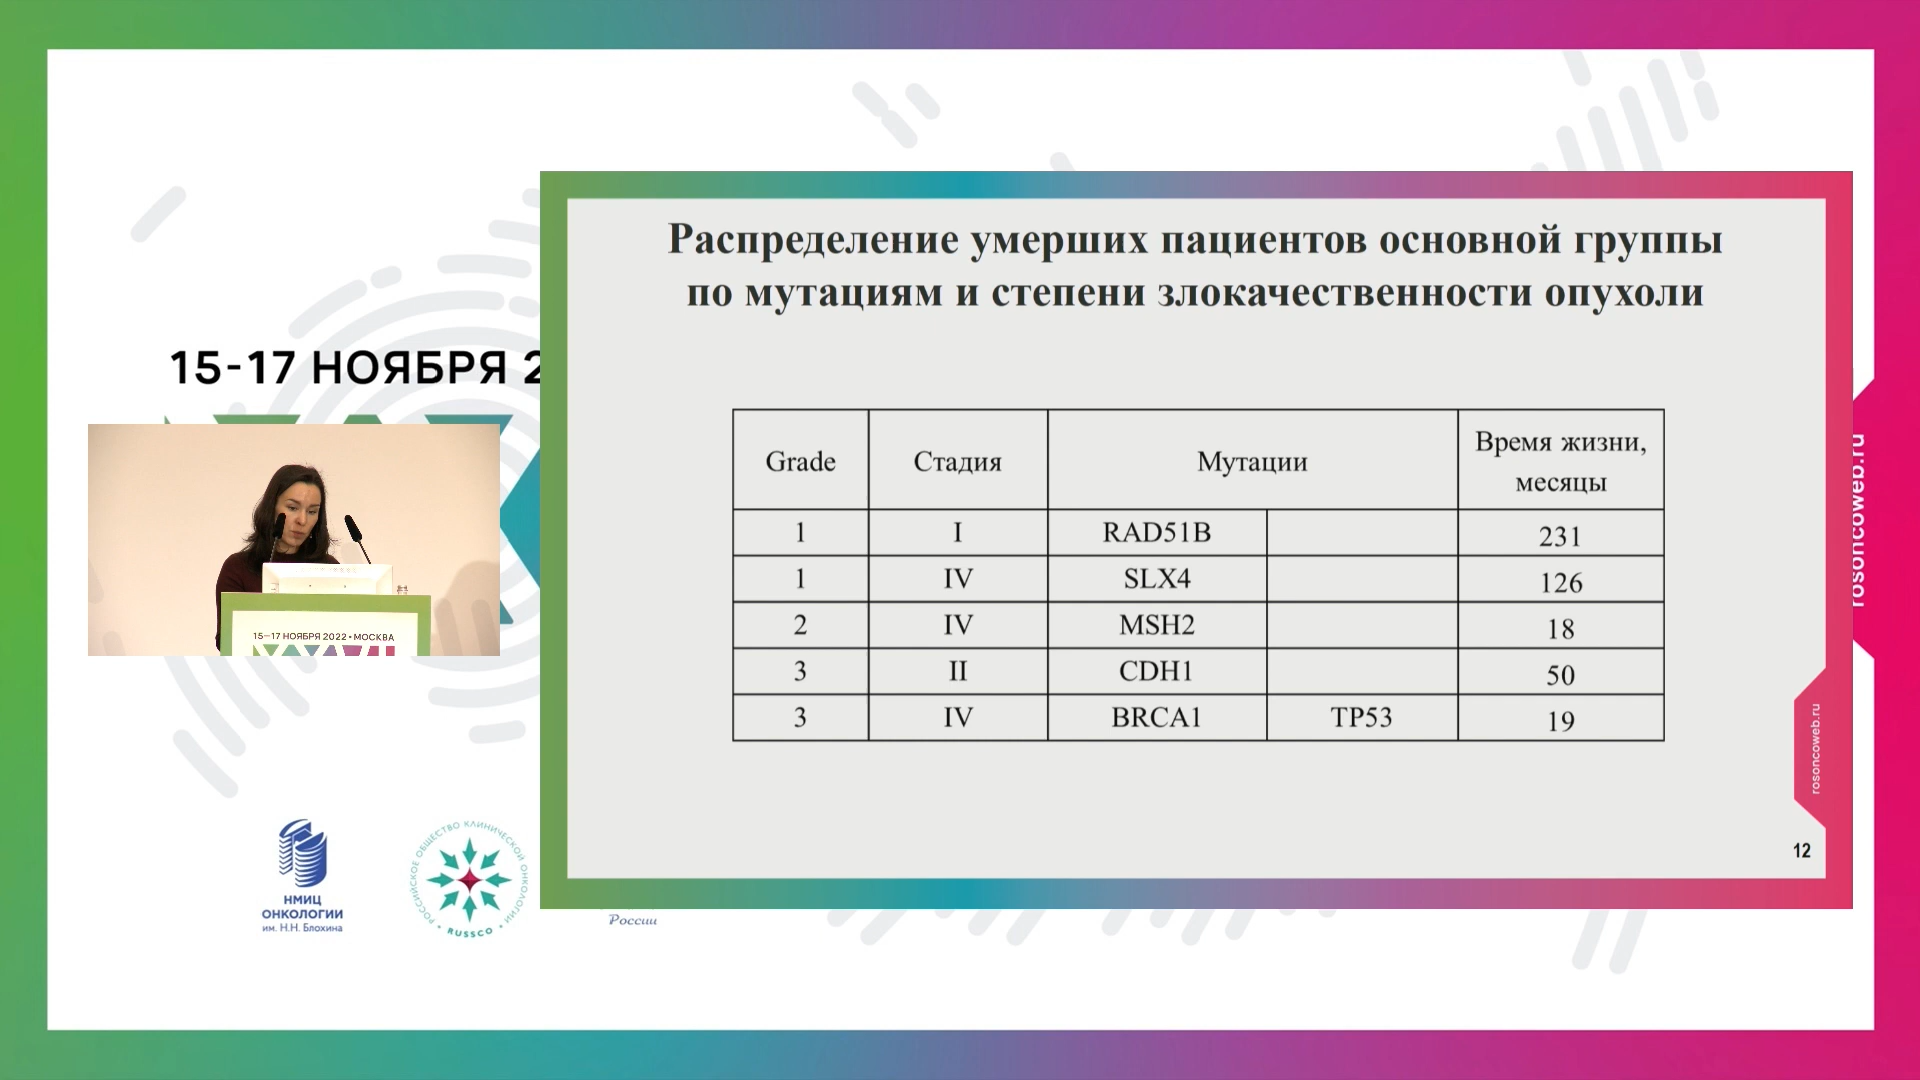 Распределение умерших пациентов основной группы
по мутациям и степени злокачественности опухоли
Grade Стадия Мутации Время жизни, месяцы
1 I RAD51B 231
1 IV SLX4 126
2 IV MSH2 18
3 II CDH1 50
3 IV BRCA1 TP53 19
12
rosoncoweb.ru
rosoncoweb.ru
15-17 НОЯБРЯ 2
15–17 НОЯБРЯ 2022 • МОСКВА
НМИЦ
ОНКОЛОГИИ
им. Н.Н. Блохина
РОССИЙСКОЕ ОБЩЕСТВО КЛИНИЧЕСКОЙ ОНКОЛОГИИ
• RUSSCO •
России